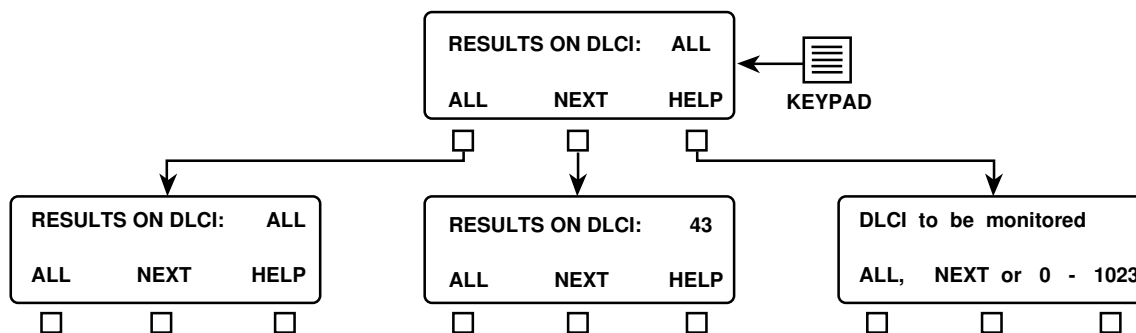 RESULTS ON DLCI: ALL
ALL NEXT HELP
KEYPAD
RESULTS ON DLCI: ALL
ALL NEXT HELP
RESULTS ON DLCI: 43
ALL NEXT HELP
DLCI to be monitored
ALL, NEXT or 0 - 1023